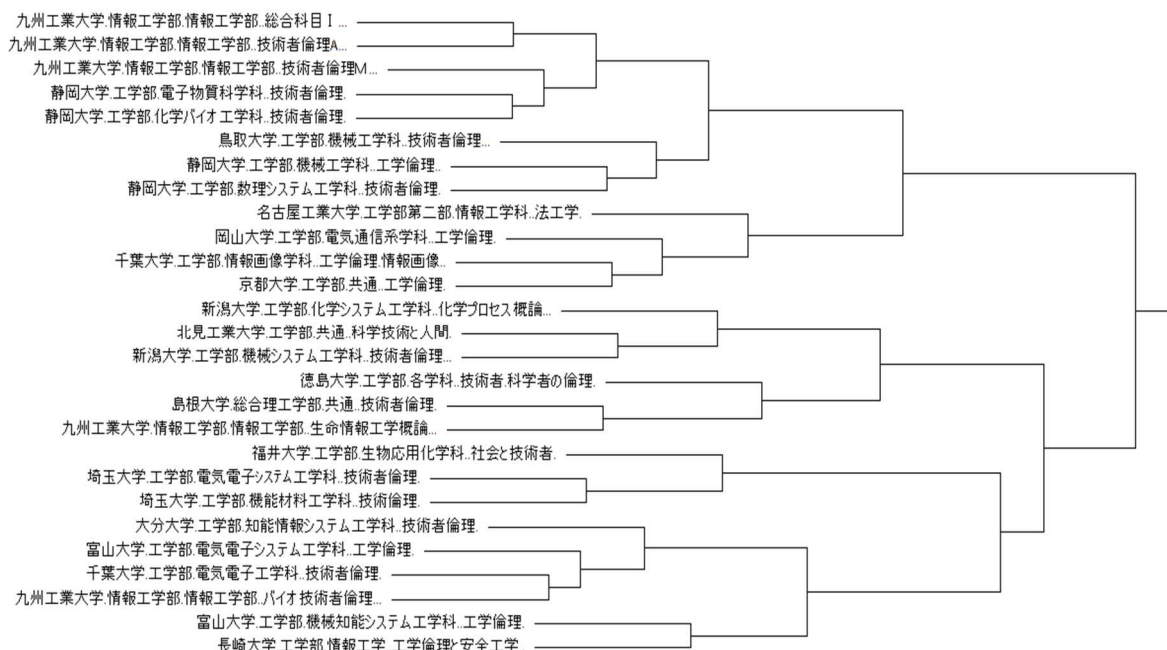 九州工業大学.情報工学部.情報工学部..総合科目Ⅰ...
九州工業大学.情報工学部.情報工学部..技術者倫理A...
九州工業大学.情報工学部.情報工学部..技術者倫理M...
静岡大学.工学部.電子物質科学科..技術者倫理.
静岡大学.工学部.化学バイオ工学科..技術者倫理.
鳥取大学.工学部.機械工学科..技術者倫理...
静岡大学.工学部.機械工学科..工学倫理..
静岡大学.工学部.数理システム工学科..技術者倫理.
名古屋工業大学.工学部第二部.情報工学科..法工学.
岡山大学.工学部.電気通信系学科..工学倫理.
千葉大学.工学部.情報画像学科..工学倫理.情報画像..
京都大学.工学部.共通..工学倫理.
新潟大学.工学部.化学システム工学科..化学プロセス概論...
北見工業大学.工学部.共通..科学技術と人間.
新潟大学.工学部.機械システム工学科..技術者倫理...
徳島大学.工学部.各学科..技術者.科学者の倫理.
島根大学.総合理工学部.共通..技術者倫理.
九州工業大学.情報工学部.情報工学部..生命情報工学概論...
福井大学.工学部.生物応用化学科..社会と技術者.
埼玉大学.工学部.電気電子システム工学科..技術者倫理.
埼玉大学.工学部.機能材料工学科..技術倫理.
大分大学.工学部.知能情報システム工学科..技術者倫理.
富山大学.工学部.電気電子システム工学科..工学倫理.
千葉大学.工学部.電気電子工学科..技術者倫理.
九州工業大学.情報工学部.情報工学部..バイオ技術者倫理...
富山大学.工学部.機械知能システム工学科..工学倫理.
長崎大学.工学部.情報工学..工学倫理と安全工学..